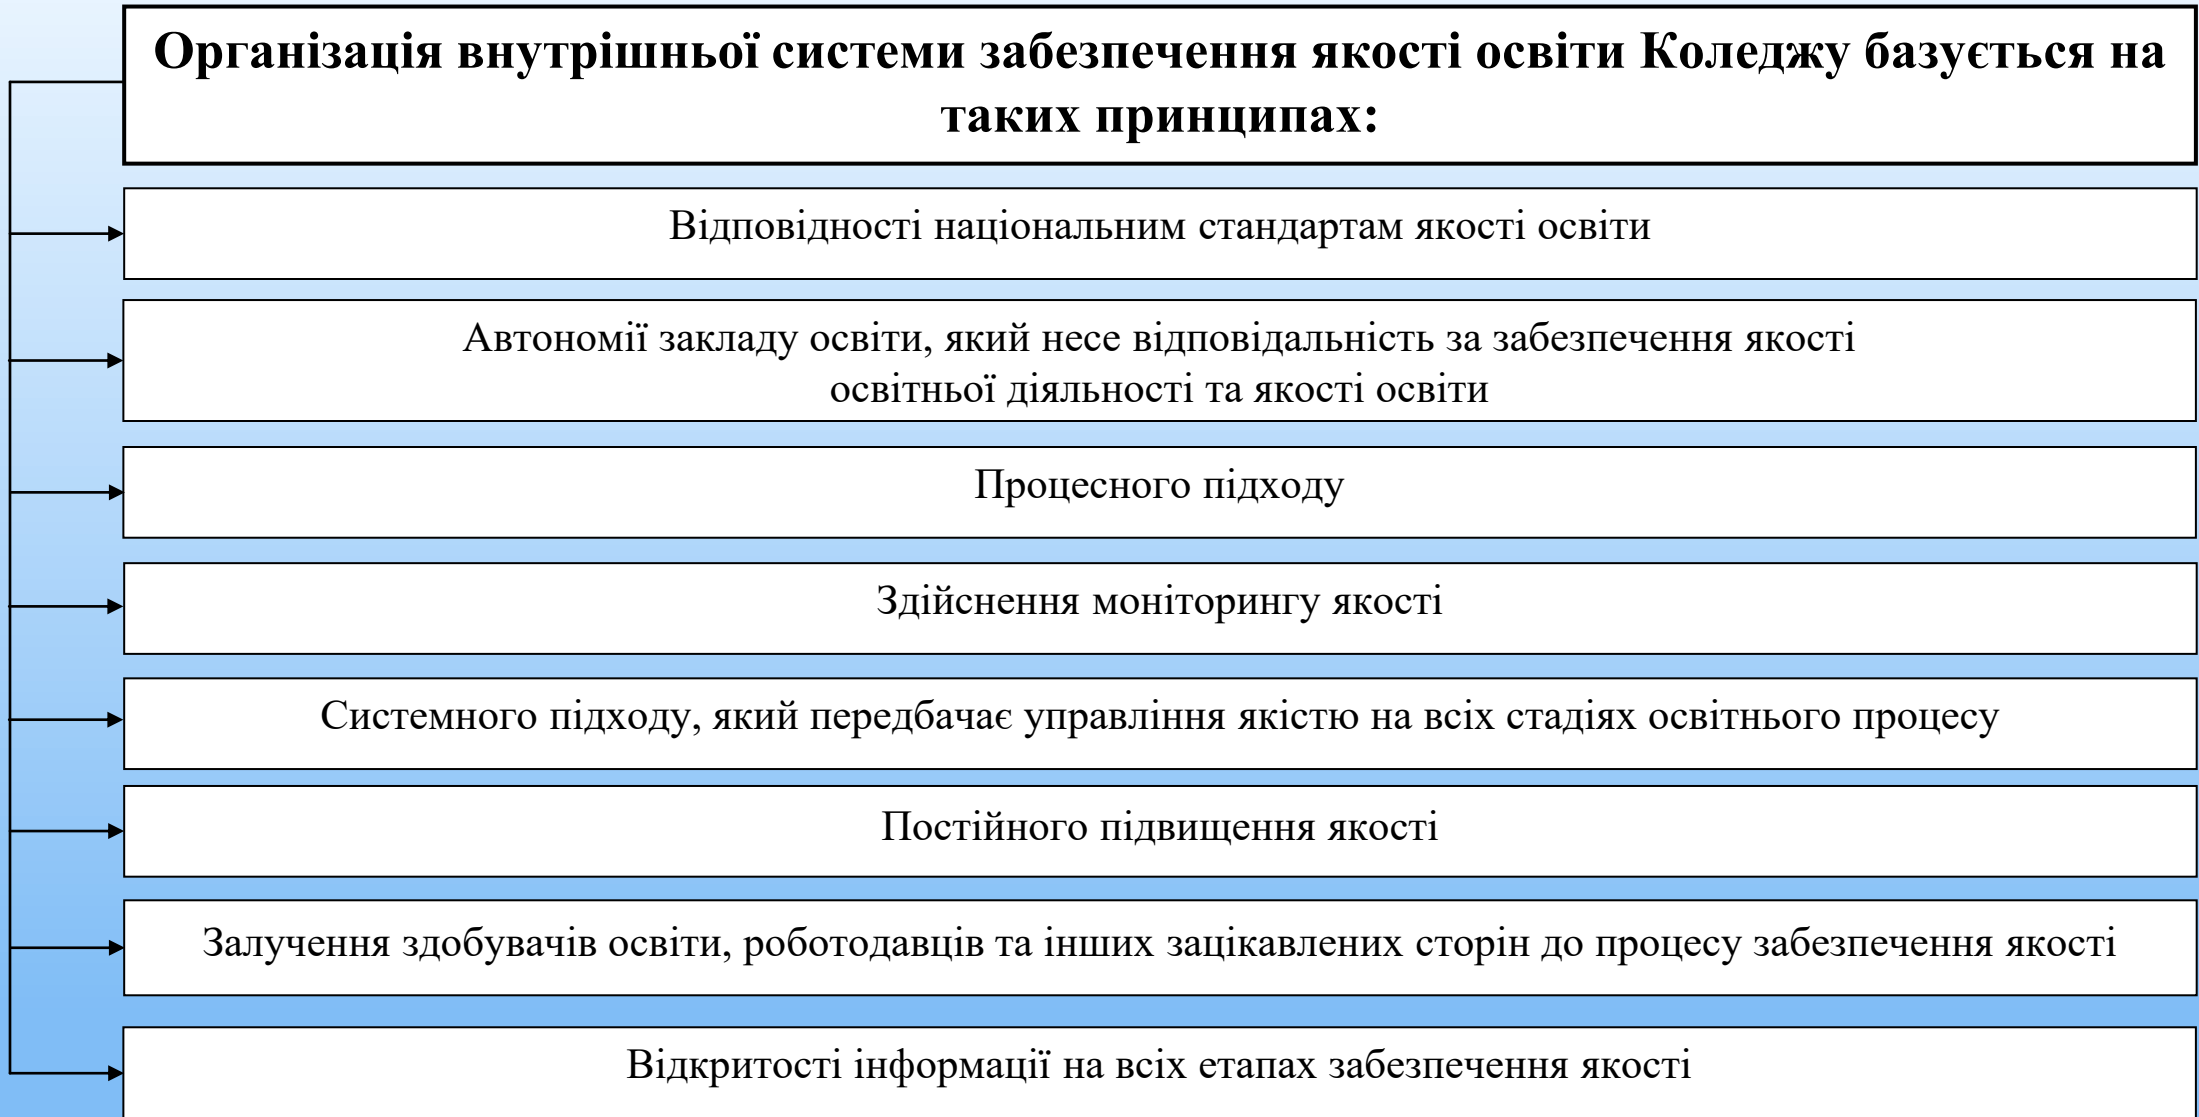 Організація внутрішньої системи забезпечення якості освіти Коледжу базується на
таких принципах:
Відповідності національним стандартам якості освіти
Автономії закладу освіти, який несе відповідальність за забезпечення якості
освітньої діяльності та якості освіти
Процесного підходу
Здійснення моніторингу якості
Системного підходу, який передбачає управління якістю на всіх стадіях освітнього процесу
Постійного підвищення якості
Залучення здобувачів освіти, роботодавців та інших зацікавлених сторін до процесу забезпечення якості
Відкритості інформації на всіх етапах забезпечення якості